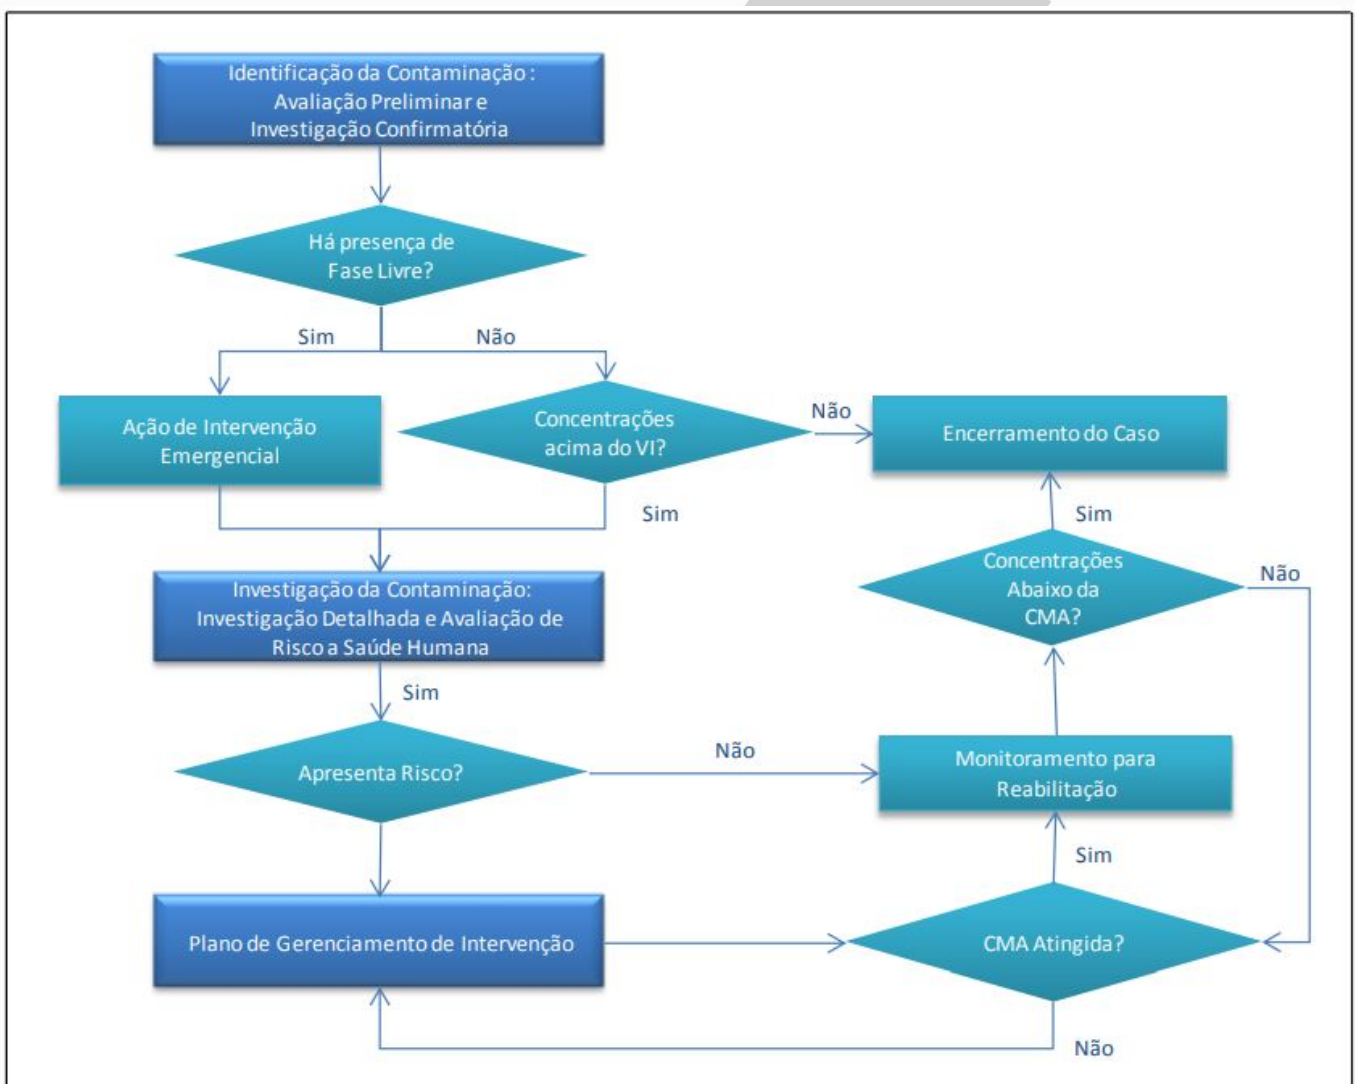 Identificação da Contaminação :
Avaliação Preliminar e
Investigação Confirmatória
Há presença de
Fase Livre?
Sim
Não
Ação de Intervenção
Emergencial
Concentrações
acima do VI?
Não
Encerramento do Caso
Sim
Sim
Concentrações
Abaixo da
CMA?
Não
Investigação da Contaminação:
Investigação Detalhada e Avaliação de
Risco a Saúde Humana
Sim
Apresenta Risco?
Não
Monitoramento para
Reabilitação
Sim
Plano de Gerenciamento de Intervenção
CMA Atingida?
Não